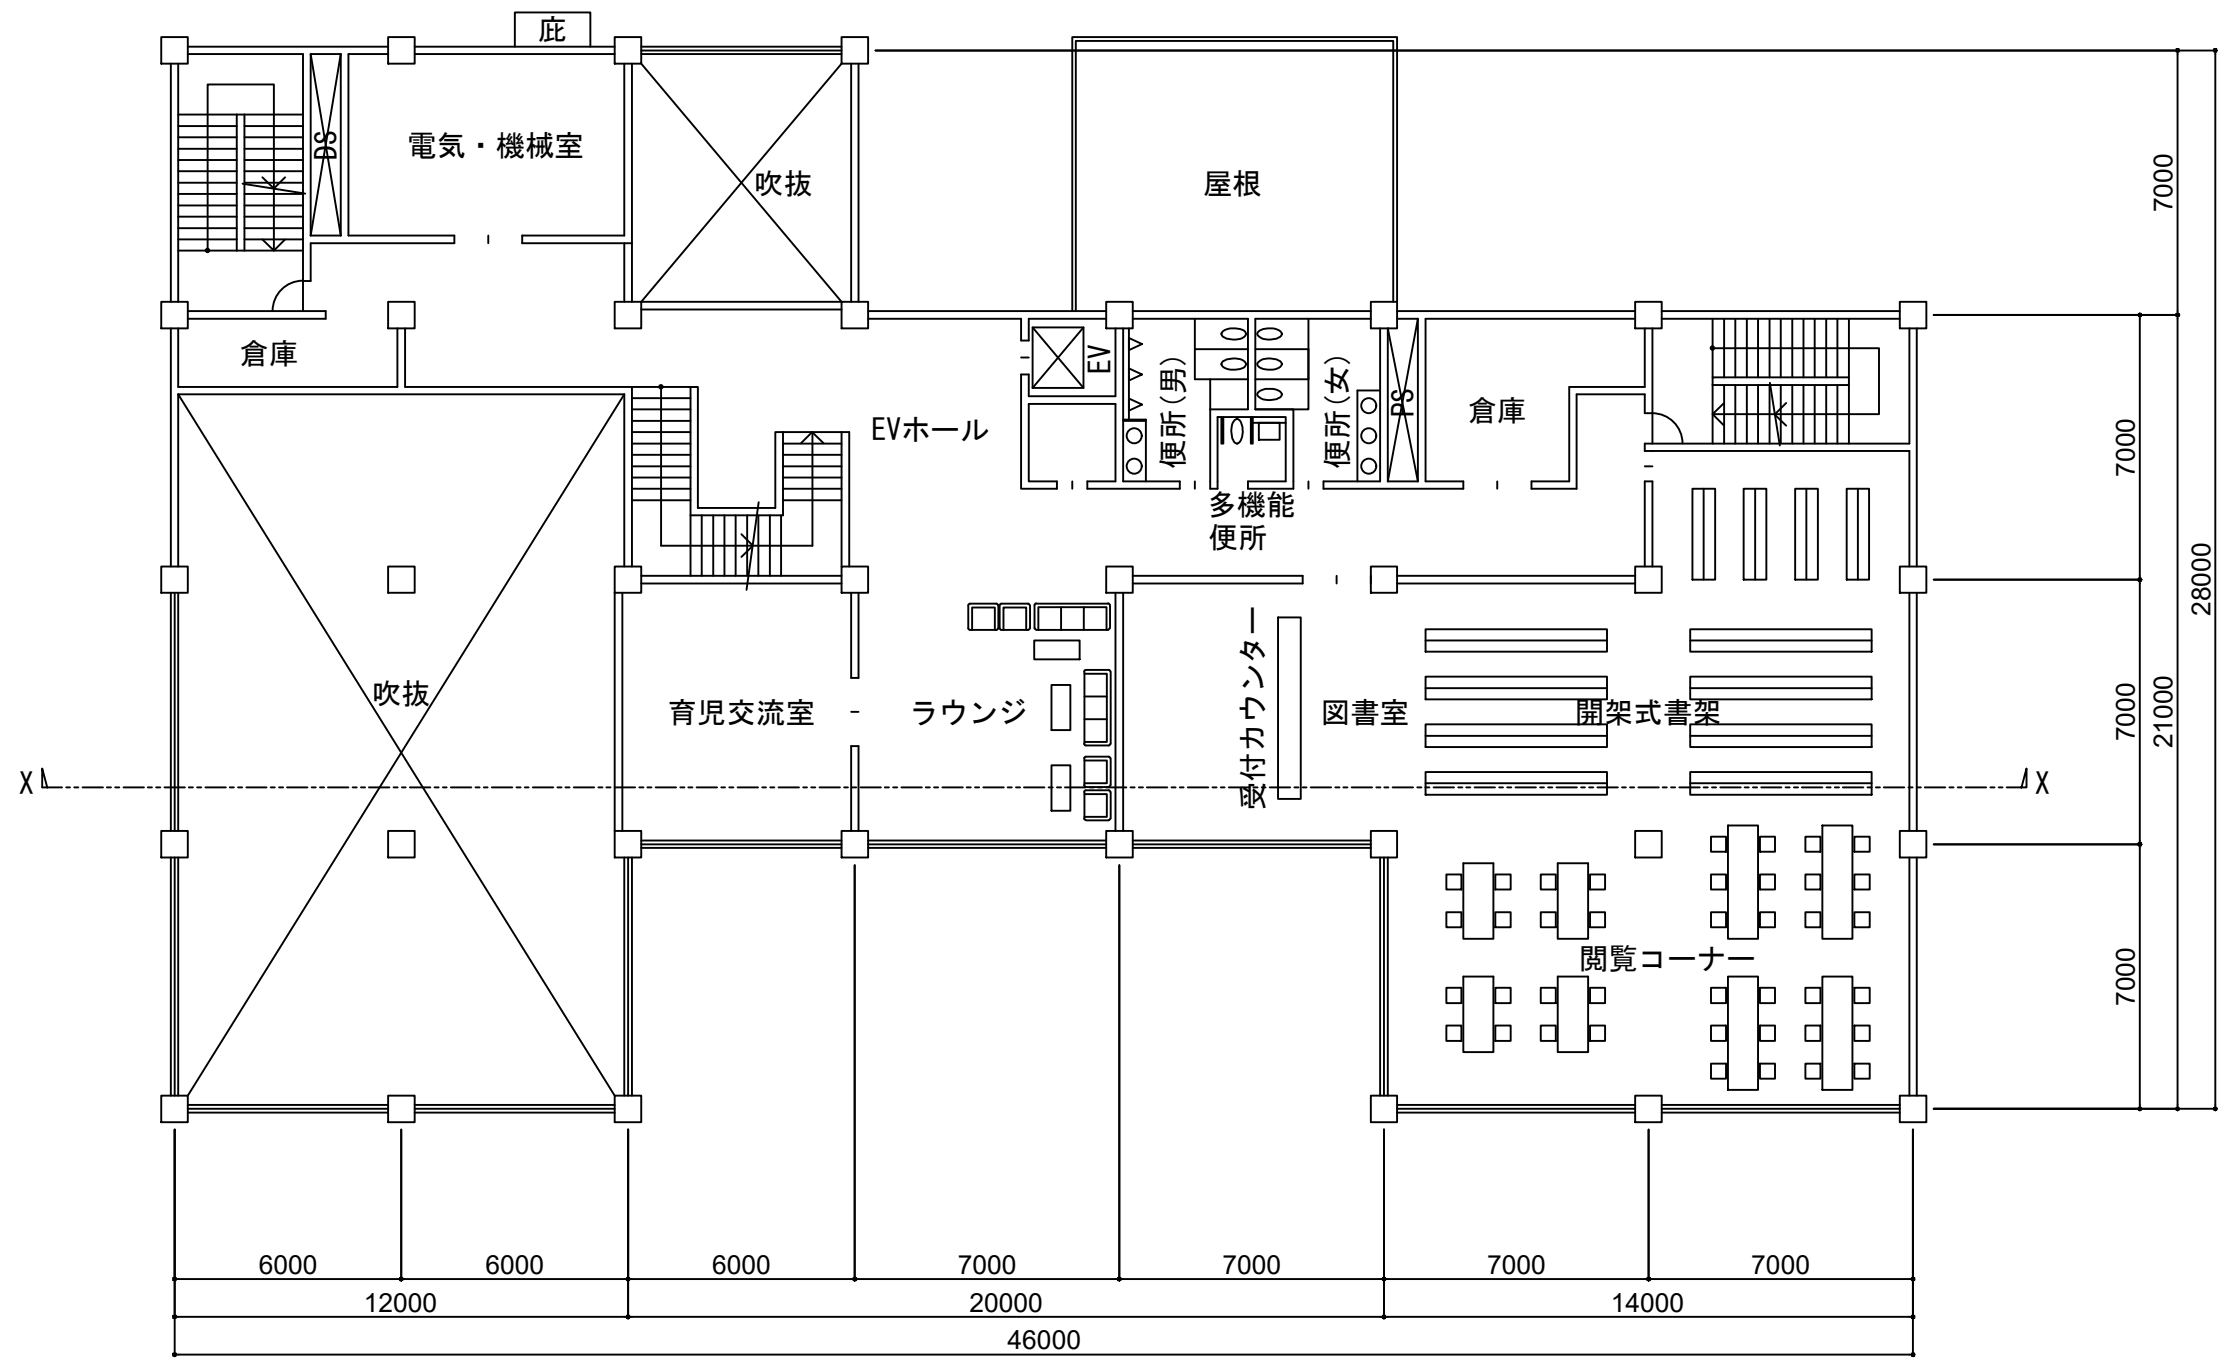 庇
DS
電気・機械室
吹抜
屋根
7000
倉庫
EV
便所(男)
便所(女)
PS
倉庫
EVホール
7000
多機能
便所
28000
吹抜
育児交流室
ラウンジ
受付カウンター
図書室
開架式書架
7000
21000
X
X
閲覧コーナー
7000
6000
6000
6000
7000
7000
7000
7000
12000
20000
14000
46000